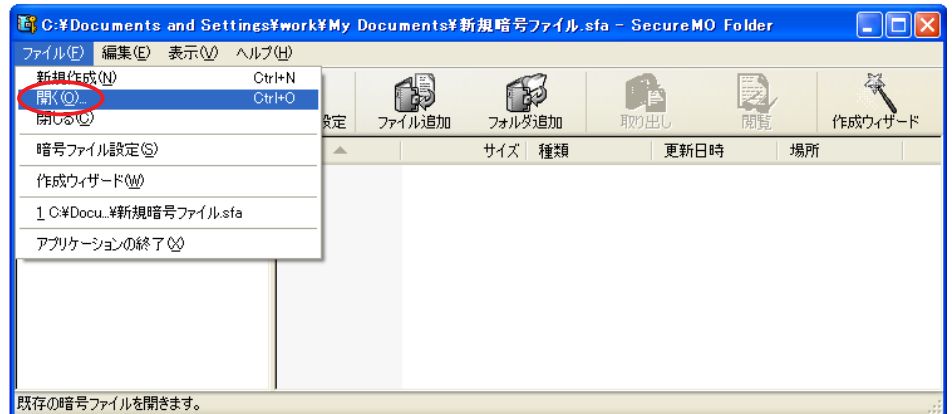 C:¥Documents and Settings¥work¥My Documents¥新規暗号ファイル.sfa - SecureMO Folder
ファイル(F) 編集(E) 表示(V) ヘルプ(H)
新規作成(N) Ctrl+N
開く(O)... Ctrl+O
閉じる(C)
暗号ファイル設定(S)
作成ウィザード(W)
1 C:¥Docu...¥新規暗号ファイル.sfa
アプリケーションの終了(X)
設定 ファイル追加 フォルダ追加 取り出し 閲覧 作成ウィザード
サイズ 種類 更新日時 場所
既存の暗号ファイルを開きます。